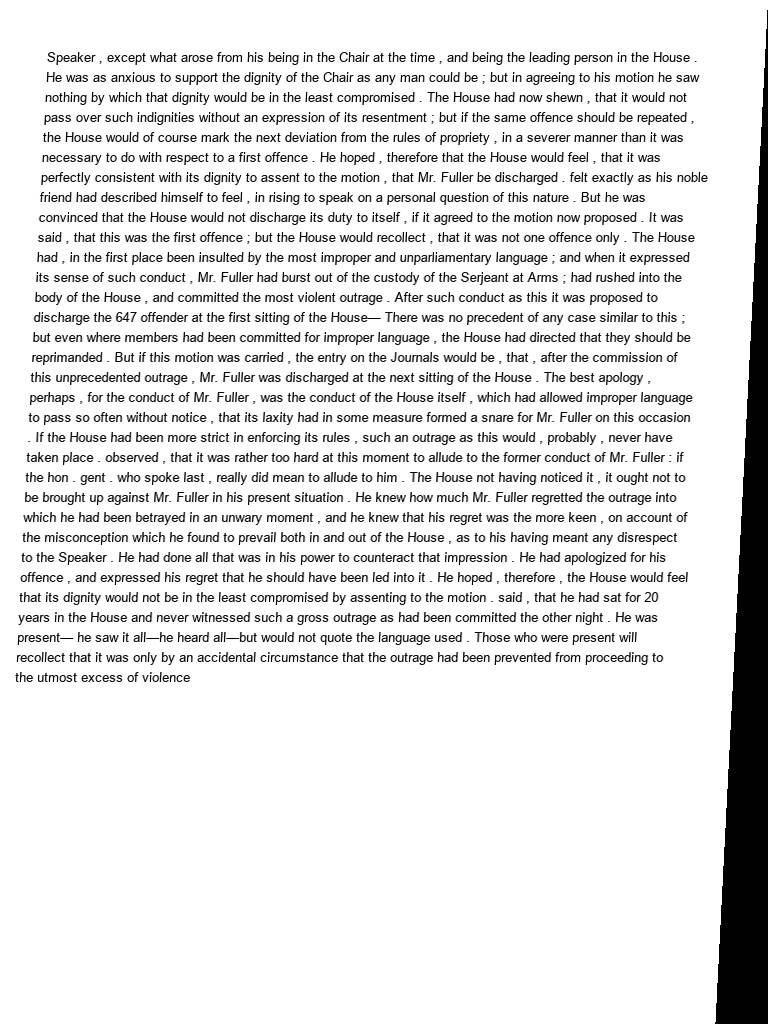 Speaker , except what arose from his being in the Chair at the time , and being the leading person in the House .
He was as anxious to support the dignity of the Chair as any man could be ; but in agreeing to his motion he saw
nothing by which that dignity would be in the least compromised . The House had now shewn , that it would not
pass over such indignities without an expression of its resentment ; but if the same offence should be repeated ,
the House would of course mark the next deviation from the rules of propriety , in a severer manner than it was
necessary to do with respect to a first offence . He hoped , therefore that the House would feel , that it was
perfectly consistent with its dignity to assent to the motion , that Mr. Fuller be discharged . felt exactly as his noble
friend had described himself to feel , in rising to speak on a personal question of this nature . But he was
convinced that the House would not discharge its duty to itself , if it agreed to the motion now proposed . It was
said , that this was the first offence ; but the House would recollect , that it was not one offence only . The House
had , in the first place been insulted by the most improper and unparliamentary language ; and when it expressed
its sense of such conduct , Mr. Fuller had burst out of the custody of the Serjeant at Arms ; had rushed into the
body of the House , and committed the most violent outrage . After such conduct as this it was proposed to
discharge the 647 offender at the first sitting of the House— There was no precedent of any case similar to this ;
but even where members had been committed for improper language , the House had directed that they should be
reprimanded . But if this motion was carried , the entry on the Journals would be , that , after the commission of
this unprecedented outrage , Mr. Fuller was discharged at the next sitting of the House . The best apology ,
perhaps , for the conduct of Mr. Fuller , was the conduct of the House itself , which had allowed improper language
to pass so often without notice , that its laxity had in some measure formed a snare for Mr. Fuller on this occasion
. If the House had been more strict in enforcing its rules , such an outrage as this would , probably , never have
taken place . observed , that it was rather too hard at this moment to allude to the former conduct of Mr. Fuller : if
the hon . gent . who spoke last , really did mean to allude to him . The House not having noticed it , it ought not to
be brought up against Mr. Fuller in his present situation . He knew how much Mr. Fuller regretted the outrage into
which he had been betrayed in an unwary moment , and he knew that his regret was the more keen , on account of
the misconception which he found to prevail both in and out of the House , as to his having meant any disrespect
to the Speaker . He had done all that was in his power to counteract that impression . He had apologized for his
offence , and expressed his regret that he should have been led into it . He hoped , therefore , the House would feel
that its dignity would not be in the least compromised by assenting to the motion . said , that he had sat for 20
years in the House and never witnessed such a gross outrage as had been committed the other night . He was
present— he saw it all—he heard all—but would not quote the language used . Those who were present will
recollect that it was only by an accidental circumstance that the outrage had been prevented from proceeding to
the utmost excess of violence